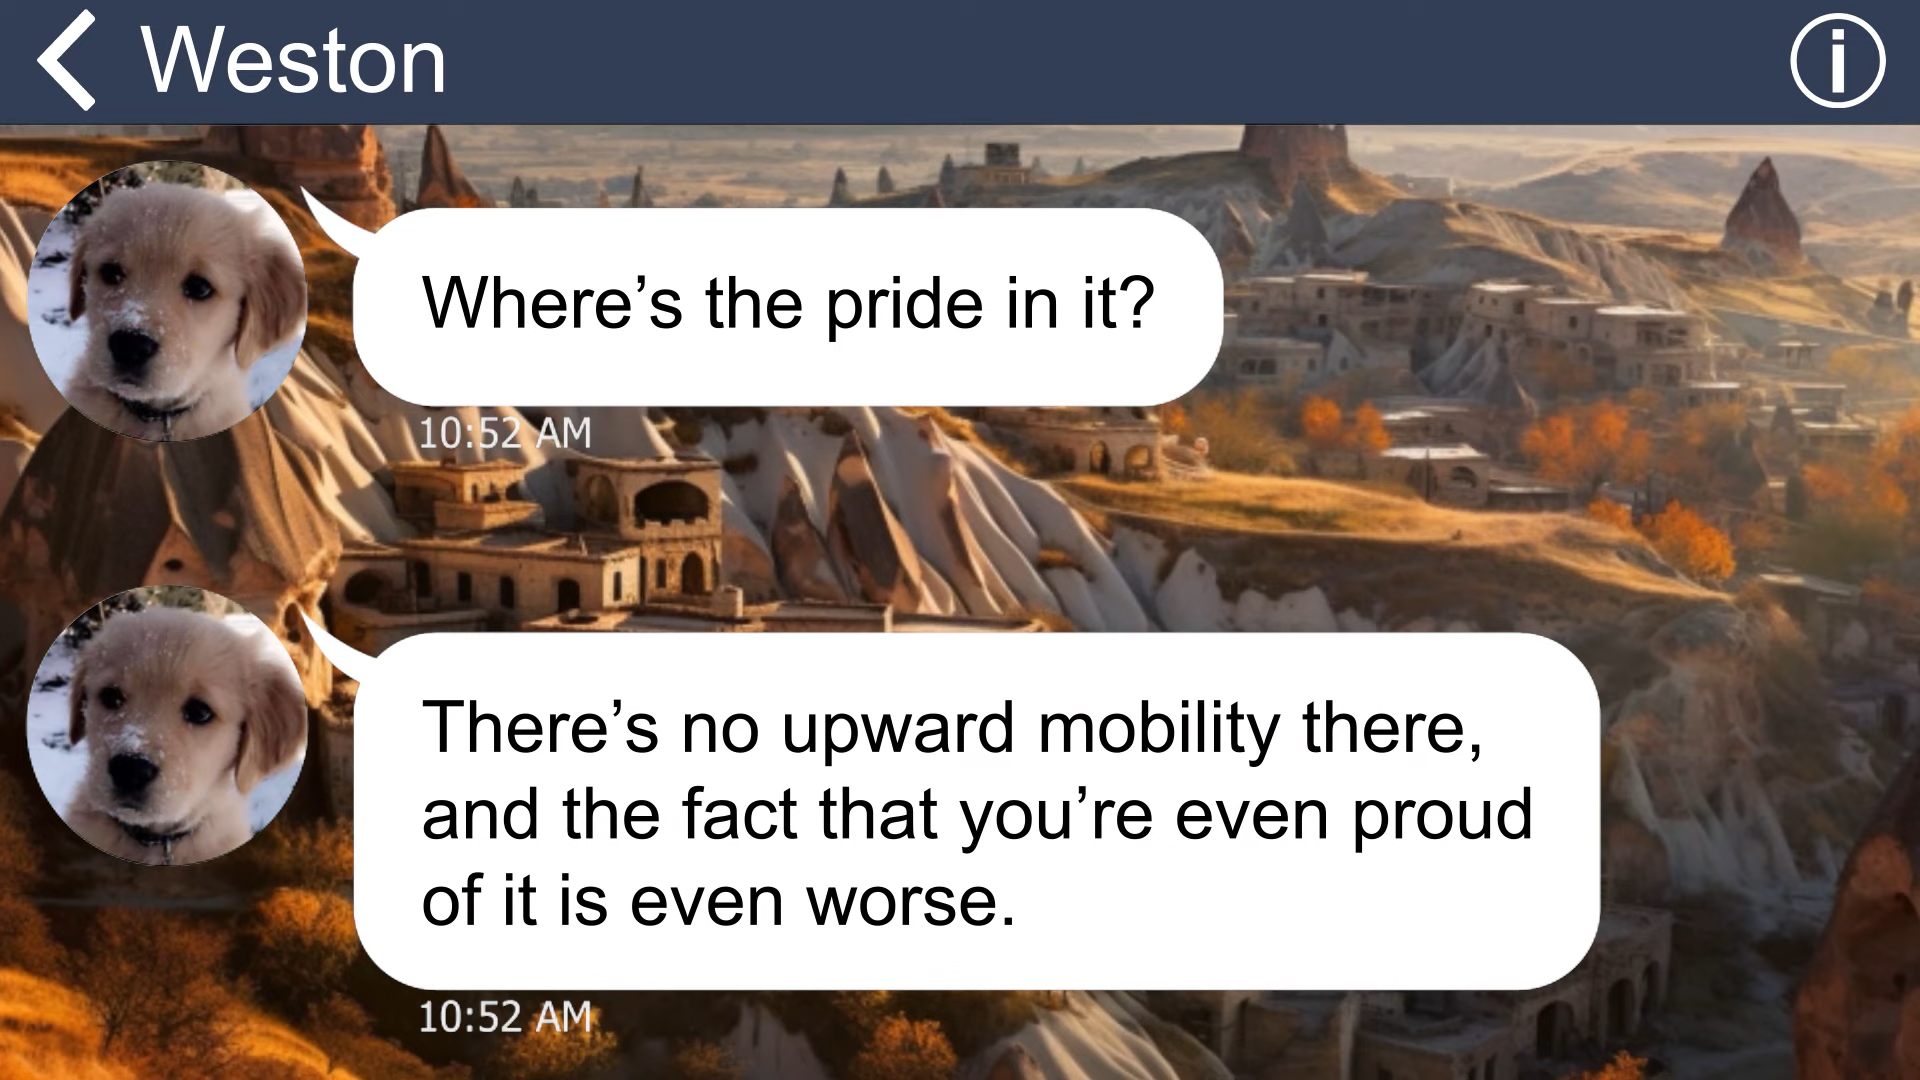 Weston
Where’s the pride in it?
10:52 AM
There’s no upward mobility there,
and the fact that you’re even proud
of it is even worse.
10:52 AM